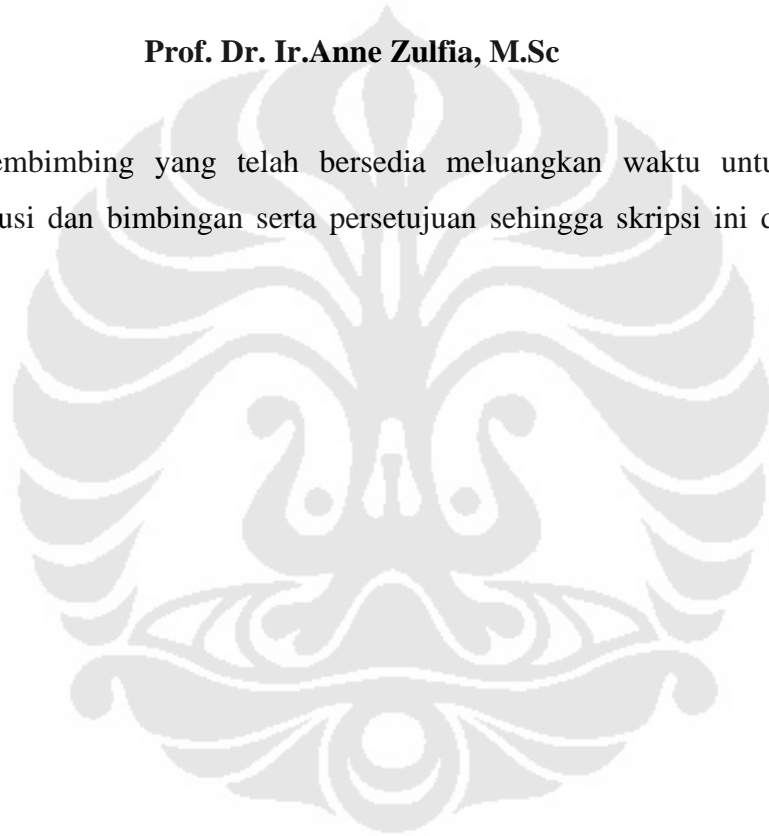 Prof. Dr. Ir.Anne Zulfia, M.Sc
embimbing yang telah bersedia meluangkan waktu untu
usi dan bimbingan serta persetujuan sehingga skripsi ini d